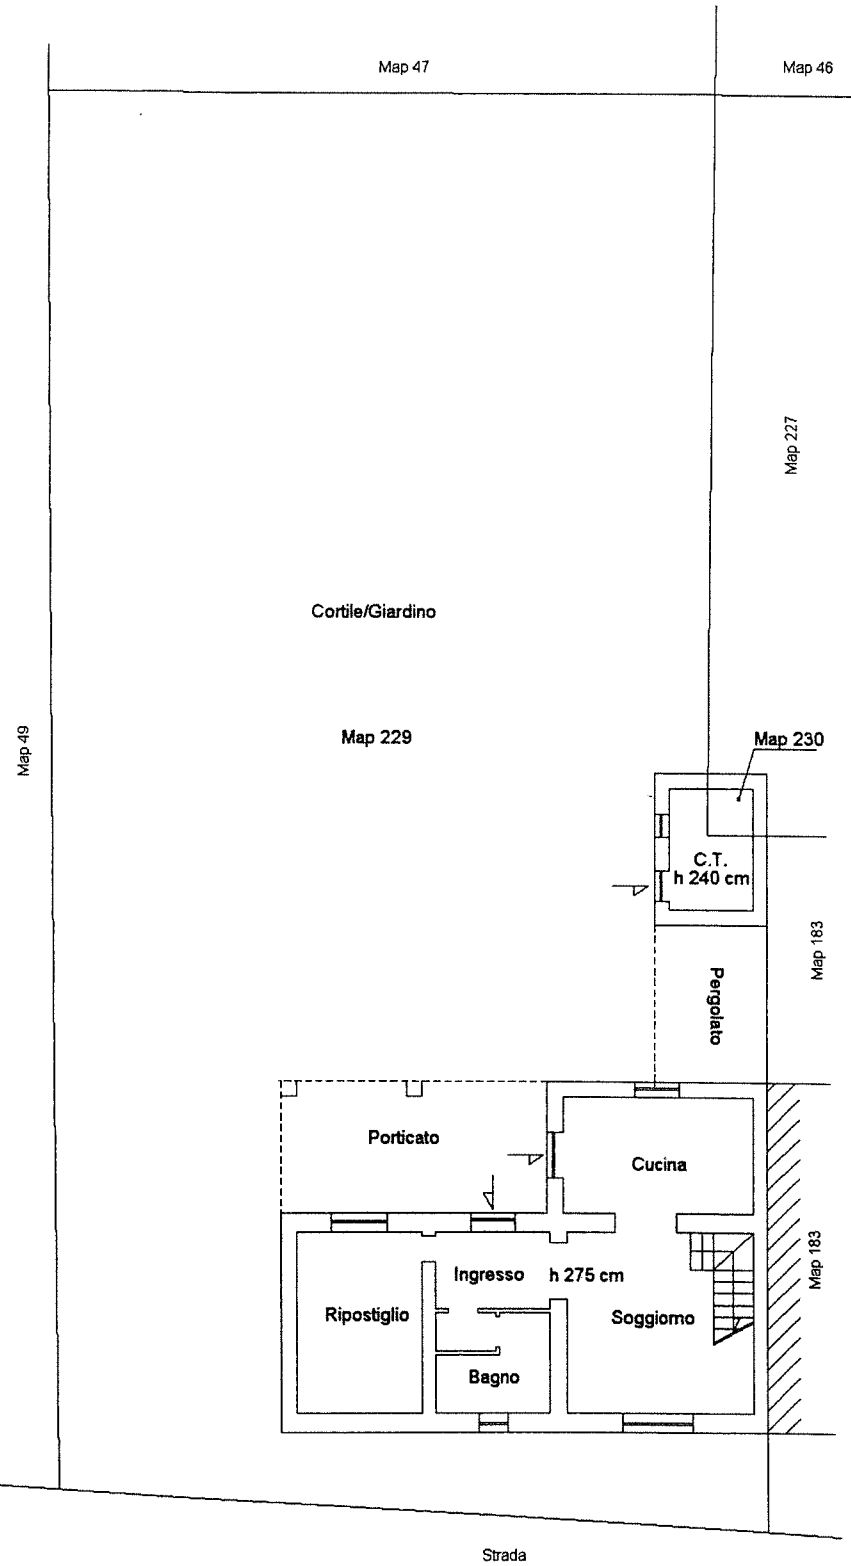 Map 47
Map 46
Map 227
Cortile/Giardino
Map 49
Map 229
Map 230
C.T.
h 240 cm
Map 183
Pergolato
Porticato
Cucina
Map 183
Ingresso
h 275 cm
Ripostiglio
Soggiorno
Bagno
Strada